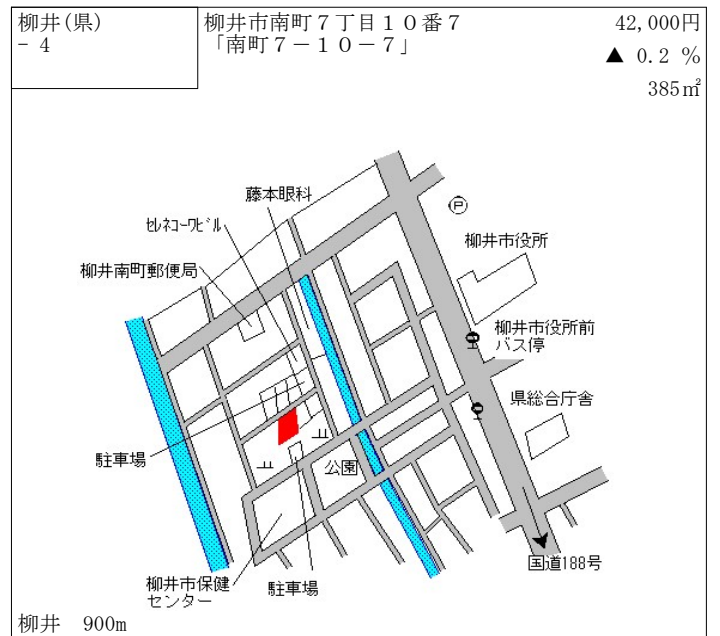 柳井(県)
- 4
柳井市南町７丁目１０番７
「南町７－１０－７」
42,000円
▲ 0.2 %
385㎡
藤本眼科
ｾﾙﾈｺｰﾜﾋﾞﾙ
柳井南町郵便局
Ｐ
柳井市役所
柳井市役所前
バス停
県総合庁舎
駐車場
公園
国道188号
柳井市保健
センター
駐車場
柳井 900m